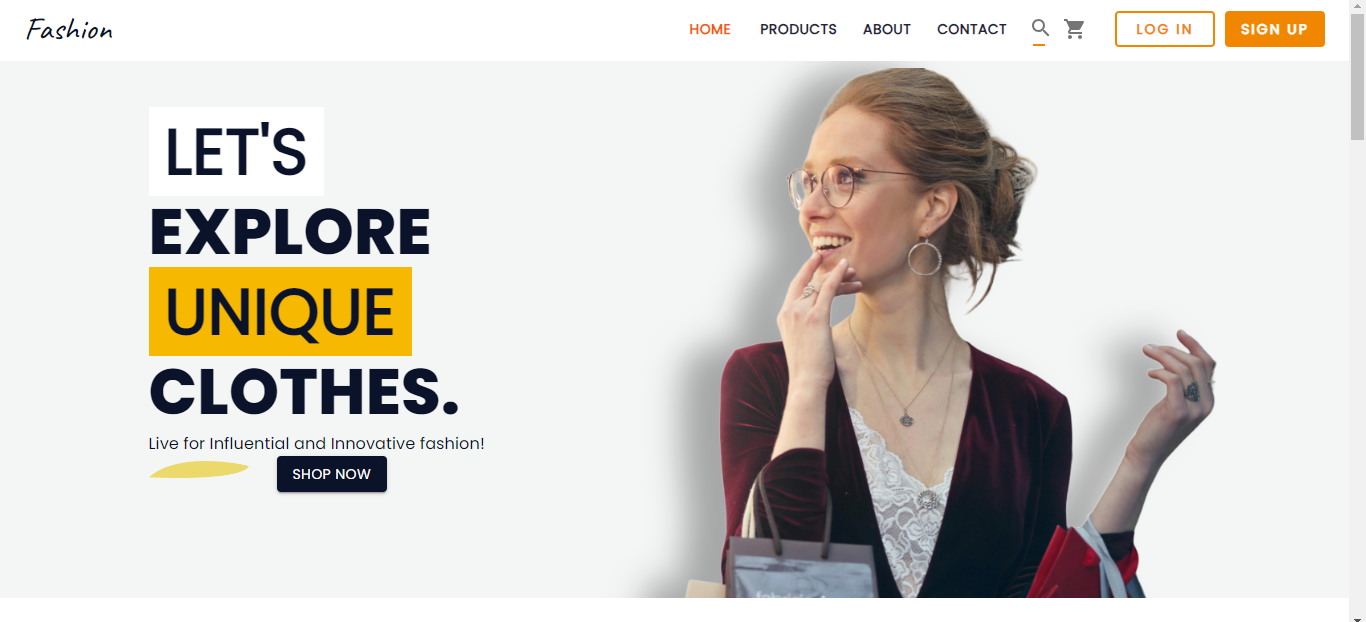 Fashion
HOME PRODUCTS ABOUT CONTACT LOG IN SIGN UP
LET'S
EXPLORE
UNIQUE
CLOTHES.
Live for Influential and Innovative fashion!
SHOP NOW